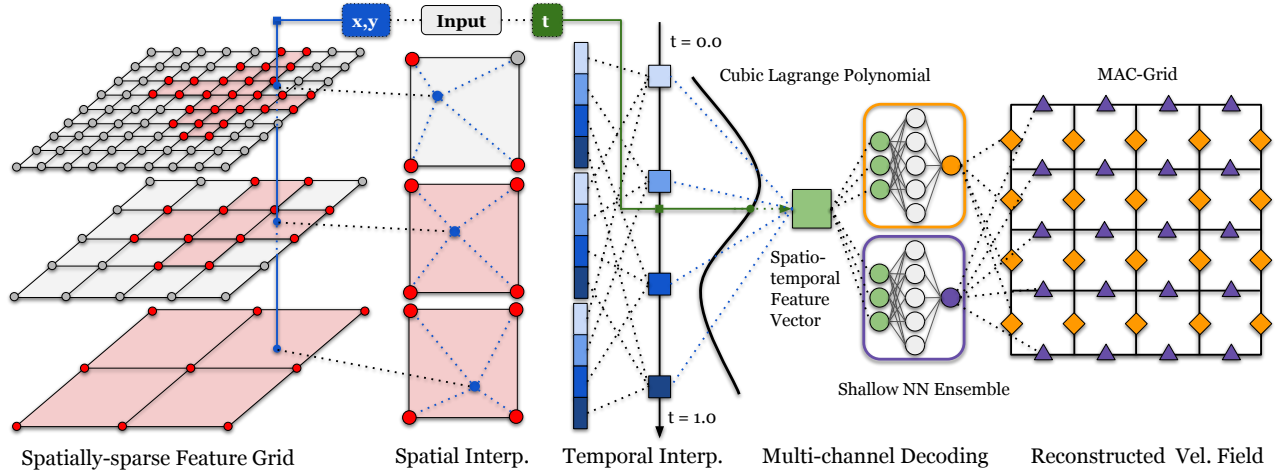 x,y
Input
t
t = 0.0
Cubic Lagrange Polynomial
MAC-Grid
Spatio-
temporal
Feature
Vector
Shallow NN Ensemble
t = 1.0
Spatially-sparse Feature Grid
Spatial Interp.
Temporal Interp.
Multi-channel Decoding
Reconstructed Vel. Field